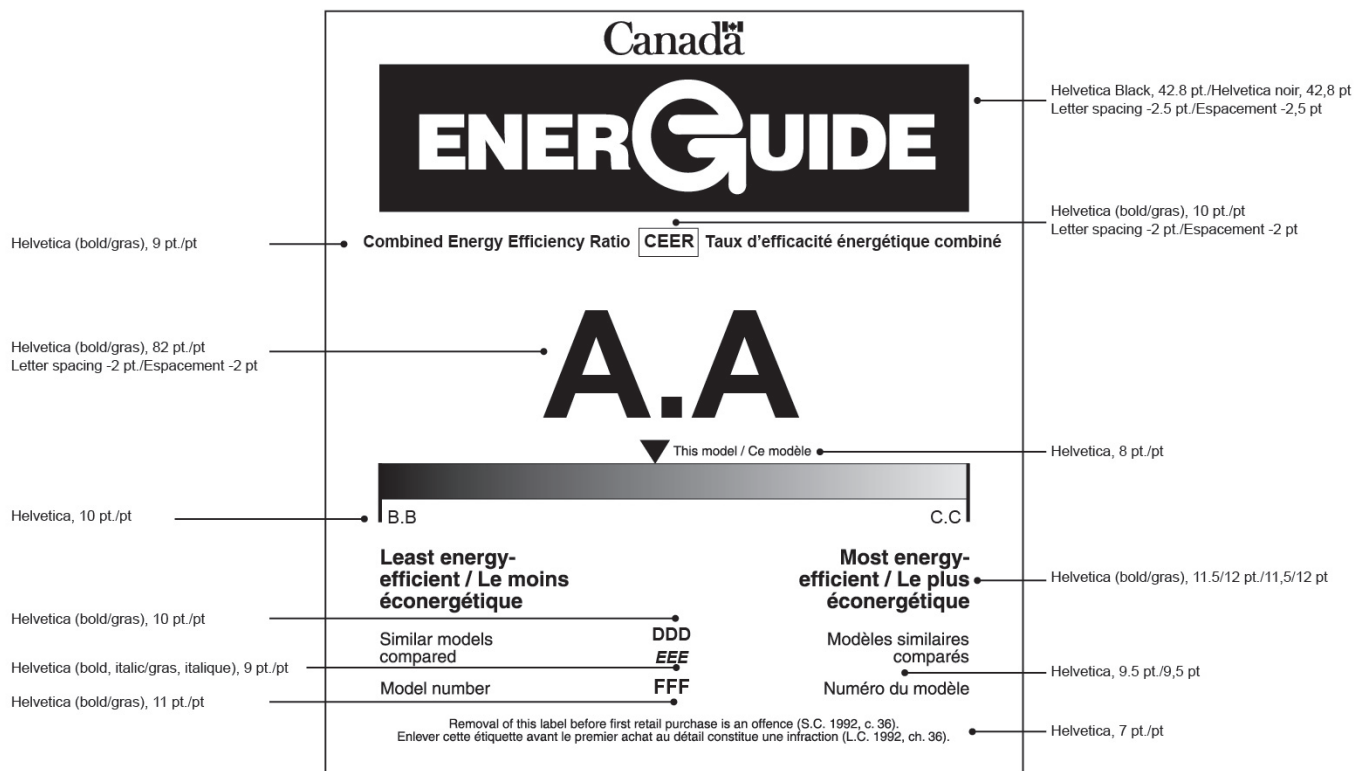 Canada
ENERGUIDE
Helvetica Black, 42.8 pt./Helvetica noir, 42,8 pt
Letter spacing -2.5 pt./Espacement -2,5 pt
Helvetica (bold/gras), 10 pt./pt
Letter spacing -2 pt./Espacement -2 pt
Helvetica (bold/gras), 9 pt./pt
Combined Energy Efficiency Ratio CEER Taux d'efficacité énergétique combiné
Helvetica (bold/gras), 82 pt./pt
Letter spacing -2 pt./Espacement -2 pt
A.A
This model / Ce modèle
Helvetica, 8 pt./pt
Helvetica, 10 pt./pt
B.B C.C
Least energy-
efficient / Le moins
éconergétique
Most energy-
efficient / Le plus
éconergétique
Helvetica (bold/gras), 11.5/12 pt./11,5/12 pt
Helvetica (bold/gras), 10 pt./pt
Similar models
compared
DDD
EEE
Modèles similaires
comparés
Helvetica (bold, italic/gras, italique), 9 pt./pt
Helvetica, 9.5 pt./9,5 pt
Model number FFF Numéro du modèle
Helvetica (bold/gras), 11 pt./pt
Removal of this label before first retail purchase is an offence (S.C. 1992, c. 36).
Enlever cette étiquette avant le premier achat au détail constitue une infraction (L.C. 1992, ch. 36).
Helvetica, 7 pt./pt